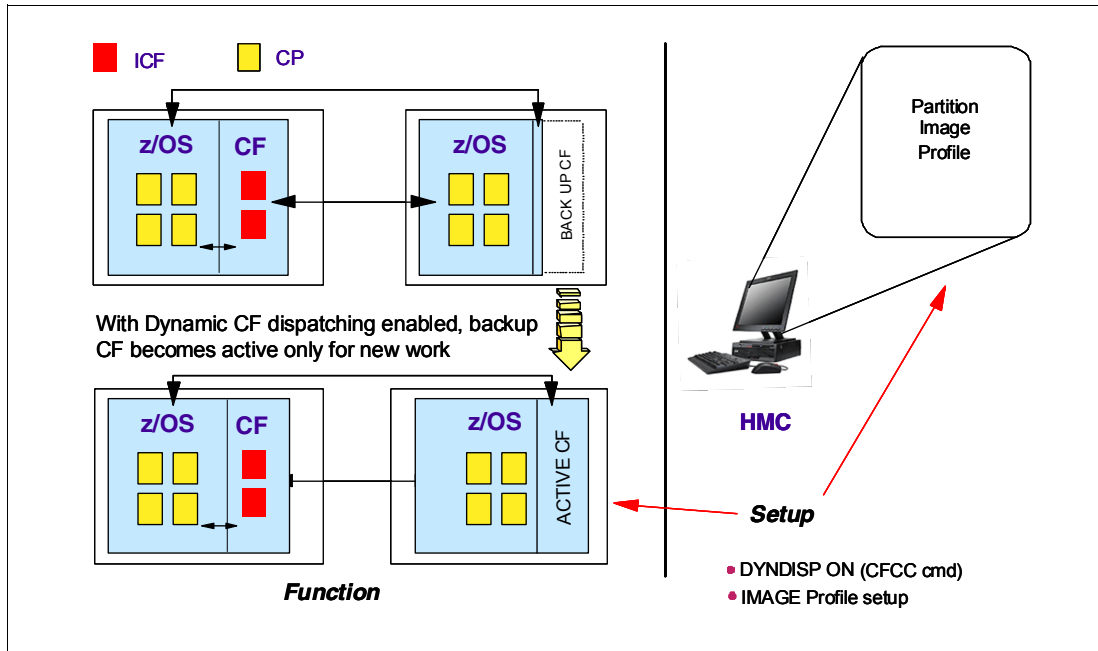 ICF
CP
z/OS
CF
z/OS
BACK UP CF
With Dynamic CF dispatching enabled, backup
CF becomes active only for new work
z/OS
CF
z/OS
ACTIVE CF
Function
Partition
Image
Profile
HMC
Setup
DYNDISP ON (CFCC cmd)
IMAGE Profile setup